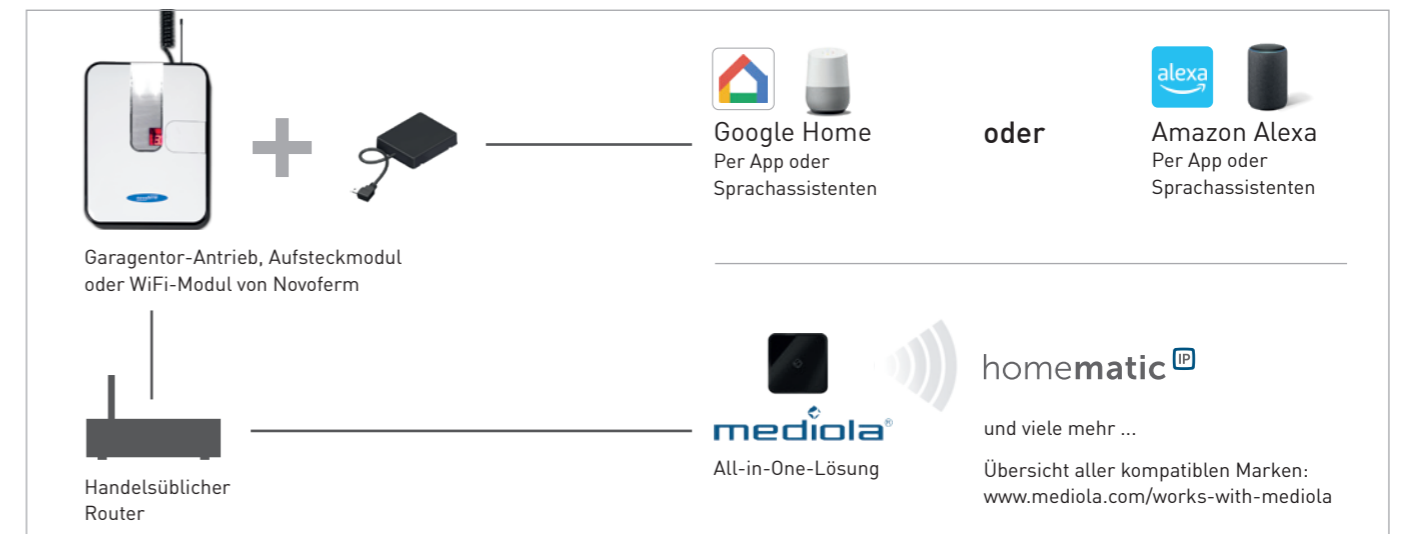 alexa
Google Home
Per App oder
Sprachassistenten
oder
Amazon Alexa
Per App oder
Sprachassistenten
Garagentor-Antrieb, Aufsteckmodul
oder WiFi-Modul von Novoferm
homematic IP
mediola®
All-in-One-Lösung
und viele mehr ...
Übersicht aller kompatiblen Marken:
www.mediola.com/works-with-mediola
Handelsüblicher
Router